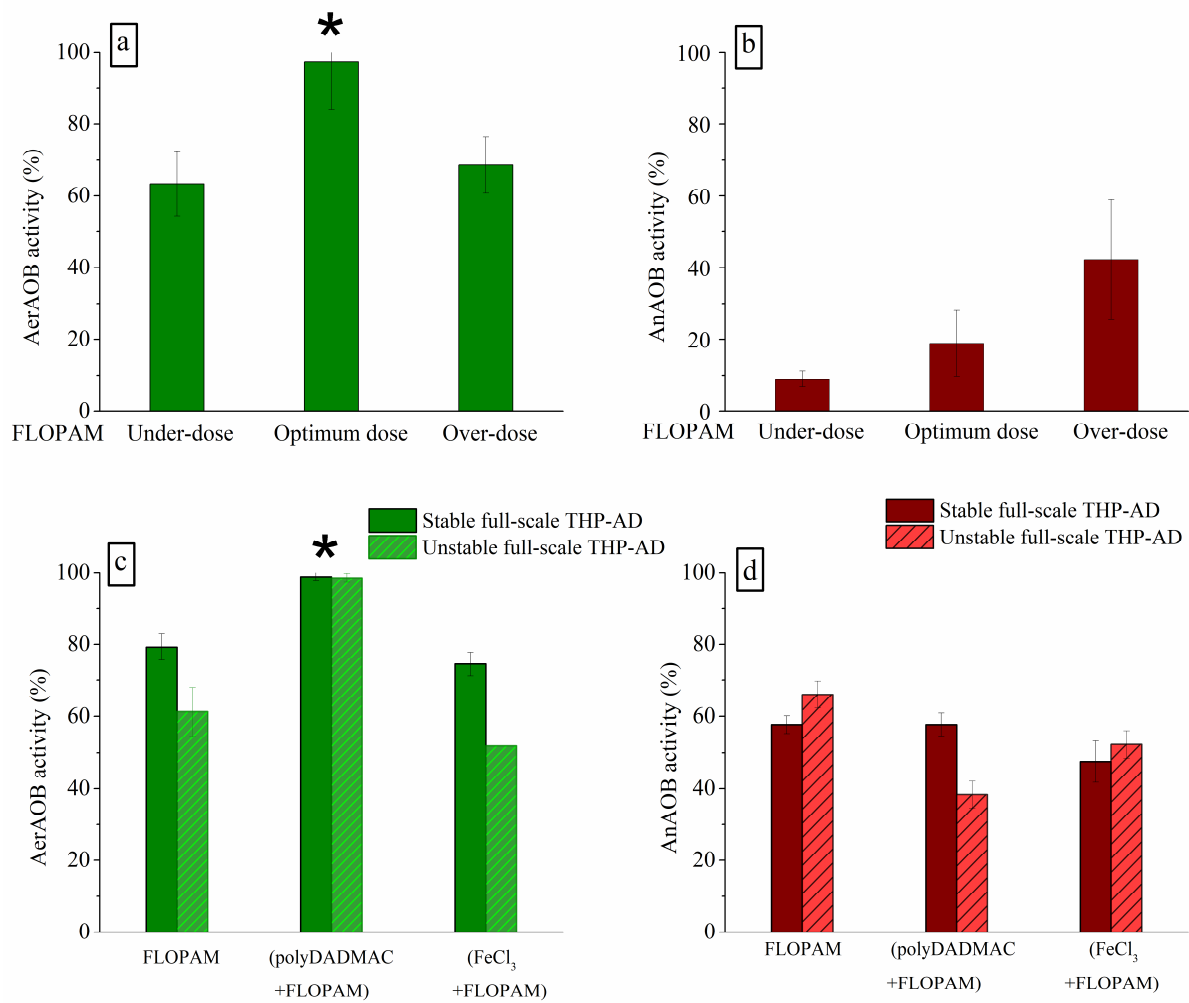 a
*
100
80
60
40
20
0
AerAOB activity (%)
FLOPAM Under-dose Optimum dose Over-dose
b
100
80
60
40
20
0
AnAOB activity (%)
FLOPAM Under-dose Optimum dose Over-dose
Stable full-scale THP-AD
Unstable full-scale THP-AD
c
*
100
80
60
40
20
0
AerAOB activity (%)
FLOPAM (polyDADMAC (FeCl₃
+FLOPAM) +FLOPAM)
Stable full-scale THP-AD
Unstable full-scale THP-AD
d
100
80
60
40
20
0
AnAOB activity (%)
FLOPAM (polyDADMAC (FeCl₃
+FLOPAM) +FLOPAM)